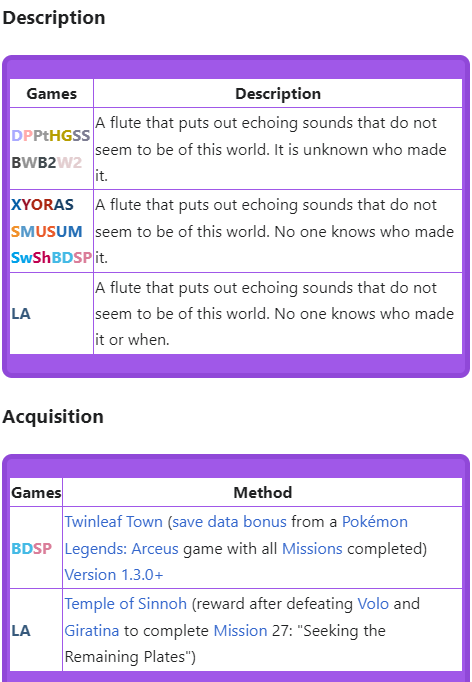 Description
Games Description
DPPtHGSS
BWB2W2
A flute that puts out echoing sounds that do not
seem to be of this world. It is unknown who made
it.
XYORAS
SMUSUM
SwShBDSP
A flute that puts out echoing sounds that do not
seem to be of this world. No one knows who made
it.
LA
A flute that puts out echoing sounds that do not
seem to be of this world. No one knows who made
it or when.
Acquisition
Games Method
BDSP
Twinleaf Town (save data bonus from a Pokémon
Legends: Arceus game with all Missions completed)
Version 1.3.0+
LA
Temple of Sinnoh (reward after defeating Volo and
Giratina to complete Mission 27: "Seeking the
Remaining Plates")